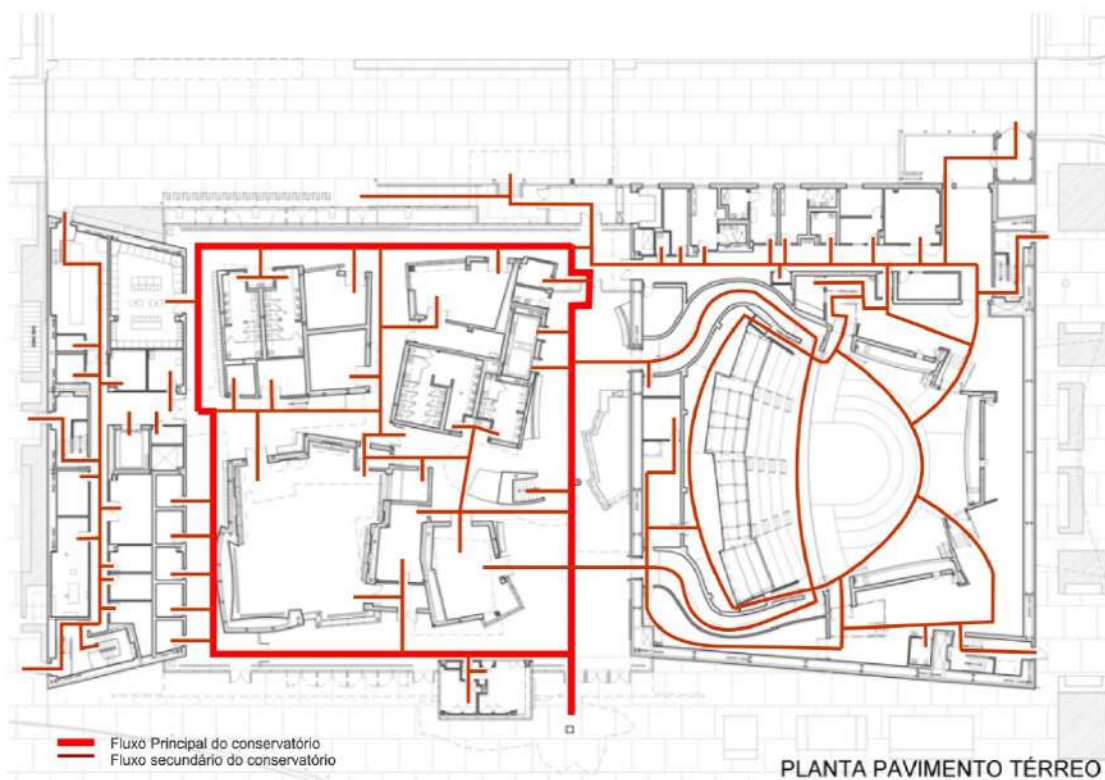 Fluxo Principal do conservatório
Fluxo secundário do conservatório
PLANTA PAVIMENTO TÉRREO